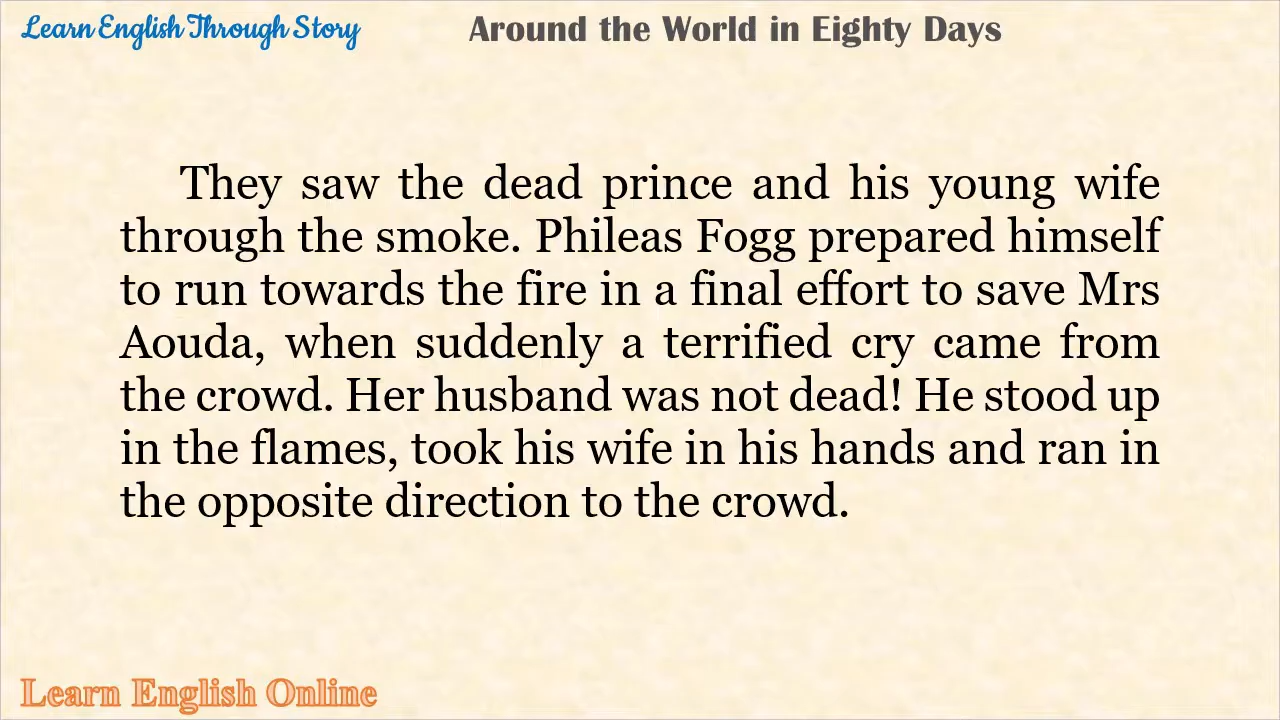 Learn English Through Story
Around the World in Eighty Days
They saw the dead prince and his young wife
through the smoke. Phileas Fogg prepared himself
to run towards the fire in a final effort to save Mrs
Aouda, when suddenly a terrified cry came from
the crowd. Her husband was not dead! He stood up
in the flames, took his wife in his hands and ran in
the opposite direction to the crowd.
Learn English Online